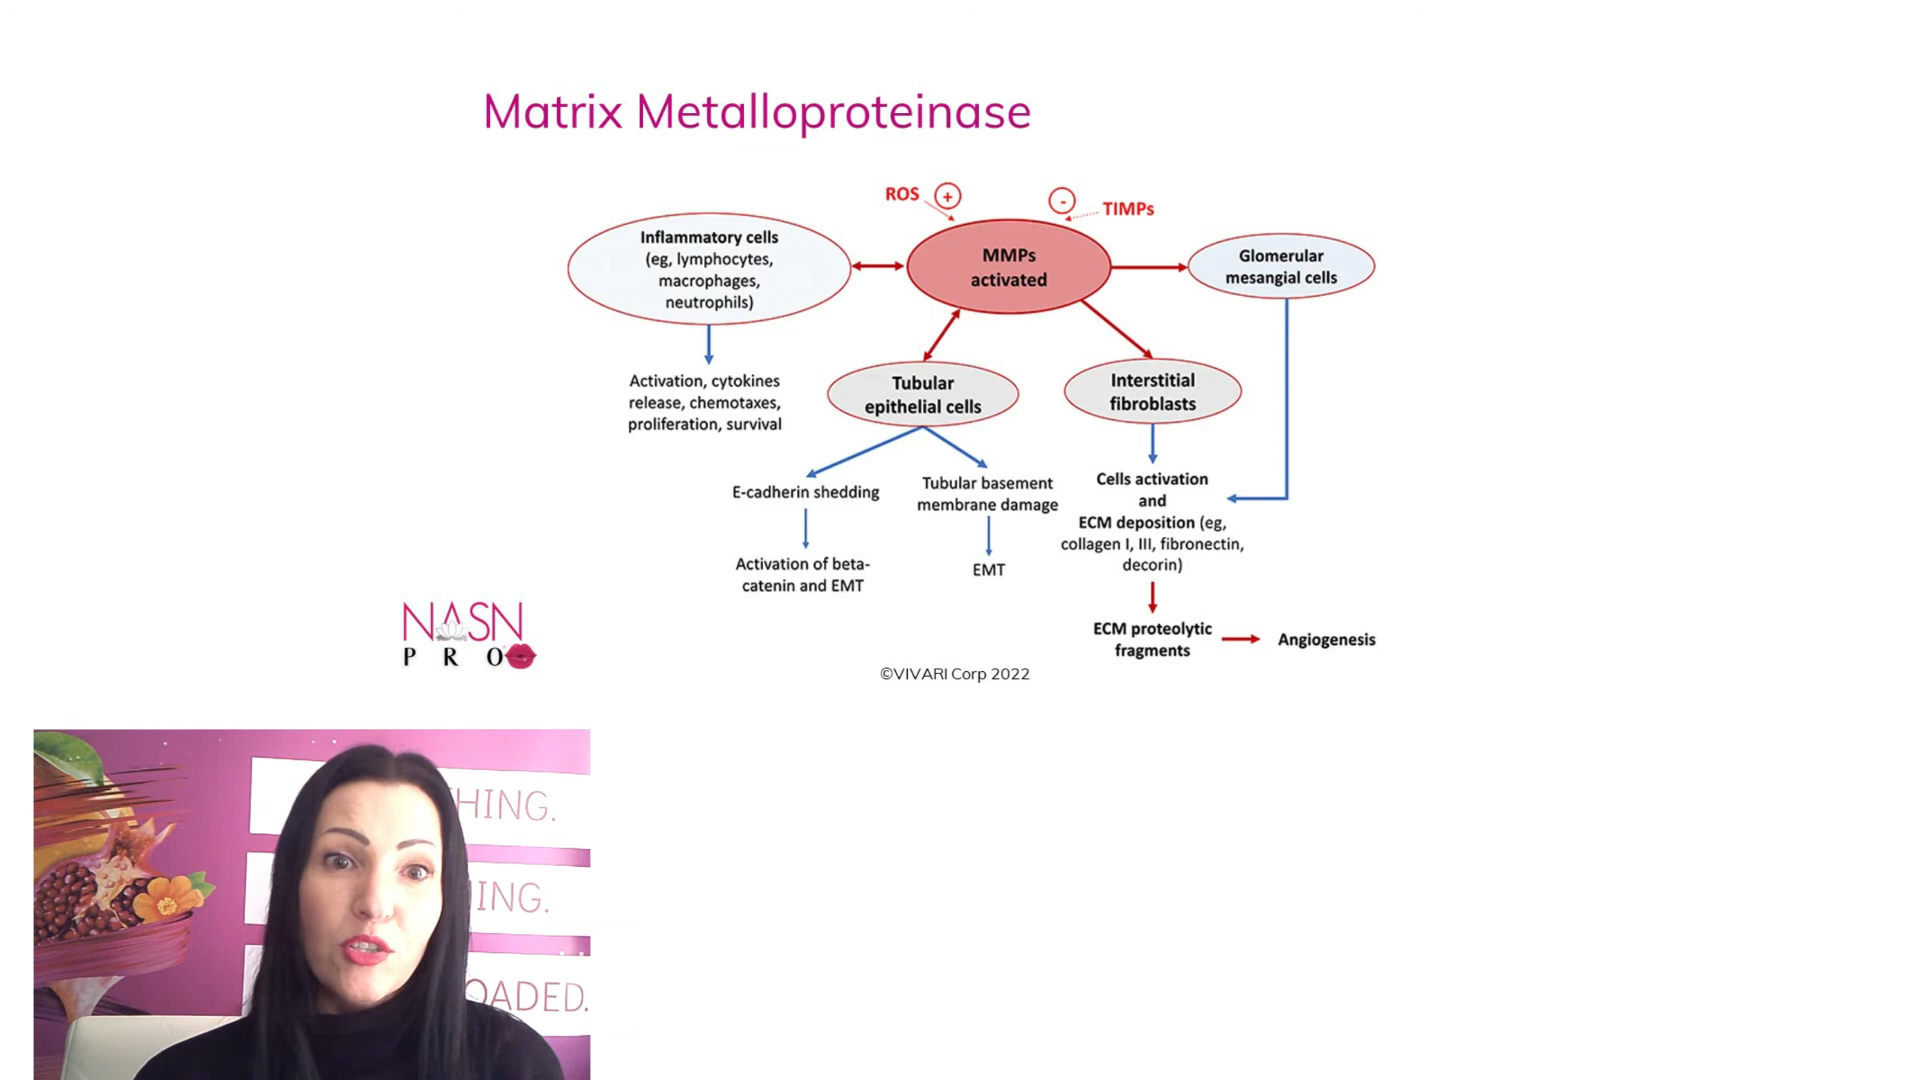 Matrix Metalloproteinase
ROS
+
-
TIMPs
Inflammatory cells
(eg, lymphocytes,
macrophages,
neutrophils)
MMPs
activated
Glomerular
mesangial cells
Activation, cytokines
release, chemotaxes,
proliferation, survival
Tubular
epithelial cells
Interstitial
fibroblasts
E-cadherin shedding
Tubular basement
membrane damage
Cells activation
and
ECM deposition (eg,
collagen I, III, fibronectin,
decorin)
Activation of beta-
catenin and EMT
EMT
ECM proteolytic
fragments
Angiogenesis
NASN
PRO
©VIVARI Corp 2022
HING.
ING.
OADED.